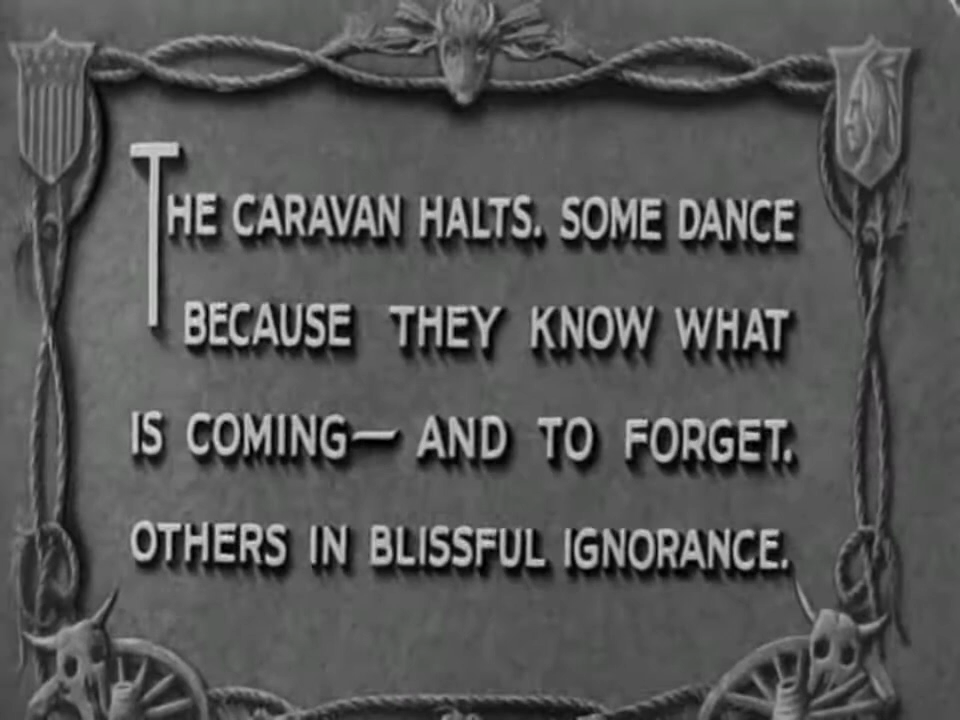 THE CARAVAN HALTS. SOME DANCE
BECAUSE THEY KNOW WHAT
IS COMING— AND TO FORGET.
OTHERS IN BLISSFUL IGNORANCE.